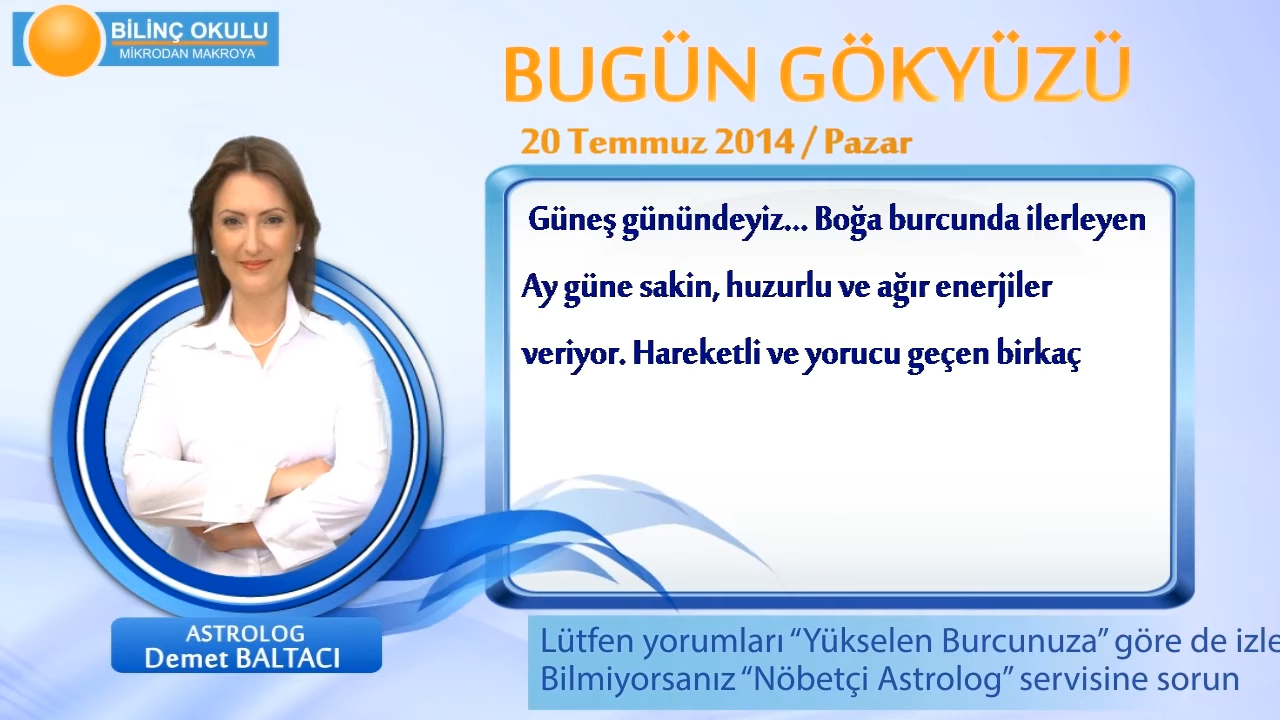 BİLİNÇ OKULU
MİKRODAN MAKROYA
BUGÜN GÖKYÜZÜ
20 Temmuz 2014 / Pazar
Güneş günündeyiz... Boğa burcunda ilerleyen
Ay güne sakin, huzurlu ve ağır enerjiler
veriyor. Hareketli ve yorucu geçen birkaç
ASTROLOG
Demet BALTACI
Lütfen yorumları “Yükselen Burcunuza” göre de izle
Bilmiyorsanız “Nöbetçi Astrolog” servisine sorun